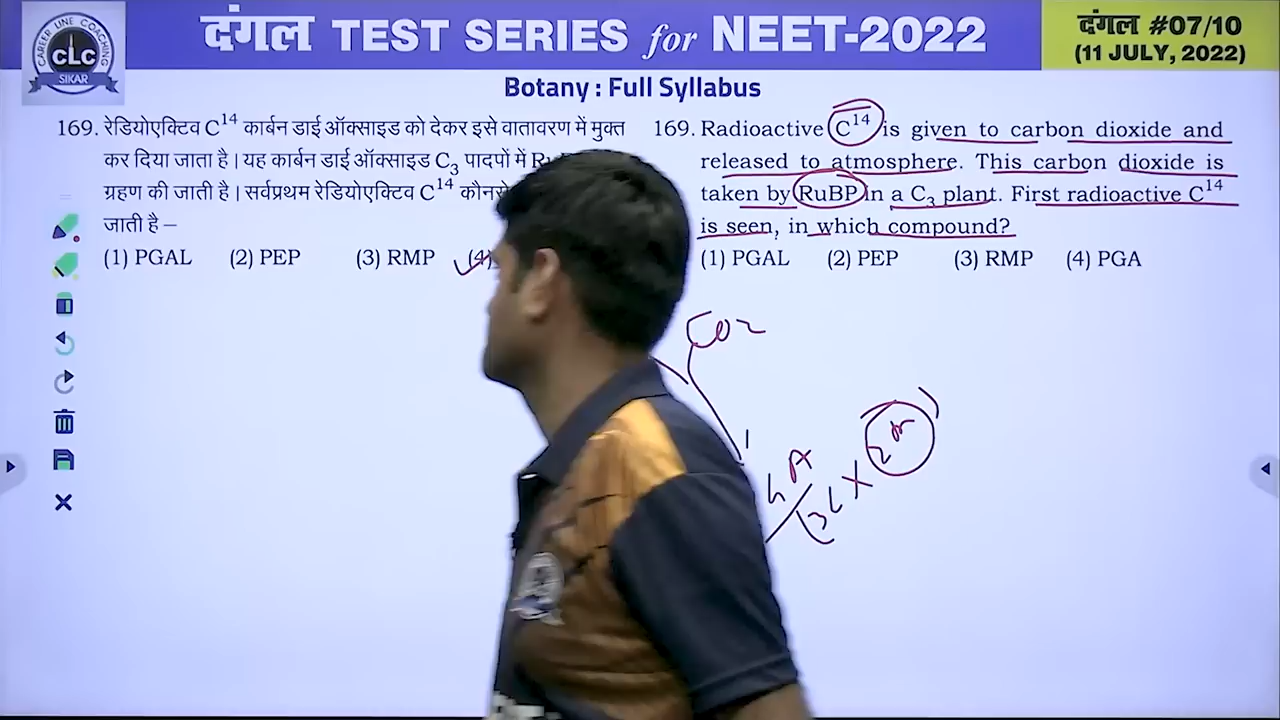 दंगल TEST SERIES for NEET-2022
दंगल #07/10
(11 JULY, 2022)
CAREER LINE COACHING
CLC
SIKAR
Botany : Full Syllabus
169. रेडियोएक्टिव C¹⁴ कार्बन डाई ऑक्साइड को देकर इसे वातावरण में मुक्त
कर दिया जाता है। यह कार्बन डाई ऑक्साइड C₃ पादपों में
ग्रहण की जाती है। सर्वप्रथम रेडियोएक्टिव C¹⁴
जाती है –
(1) PGAL (2) PEP (3) RMP (4)
169. Radioactive C¹⁴ is given to carbon dioxide and
released to atmosphere. This carbon dioxide is
taken by RuBP in a C₃ plant. First radioactive C¹⁴
is seen, in which compound?
(1) PGAL (2) PEP (3) RMP (4) PGA
CO2